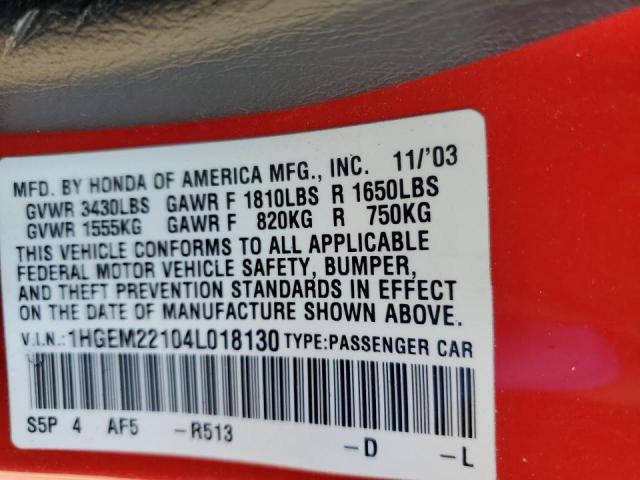 MFD. BY HONDA OF AMERICA MFG., INC. 11/'03
GVWR 3430LBS GAWR F 1810LBS R 1650LBS
GVWR 1555KG GAWR F 820KG R 750KG
THIS VEHICLE CONFORMS TO ALL APPLICABLE
FEDERAL MOTOR VEHICLE SAFETY, BUMPER,
AND THEFT PREVENTION STANDARDS IN EFFECT
ON THE DATE OF MANUFACTURE SHOWN ABOVE.
V.I.N.:1HGEM22104L018130 TYPE:PASSENGER CAR
S5P 4 AF5 –R513 –D –L